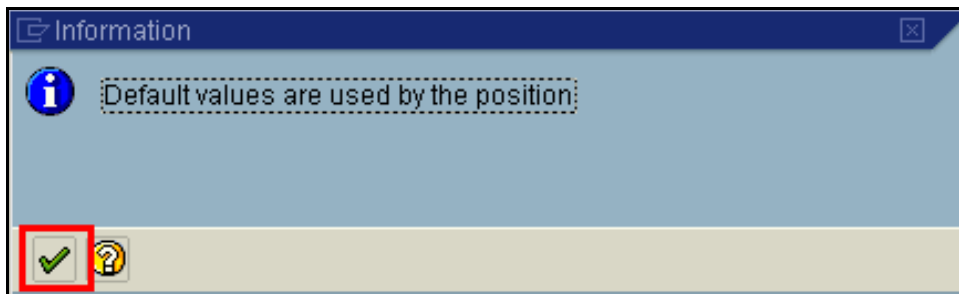 Information
Default values are used by the position